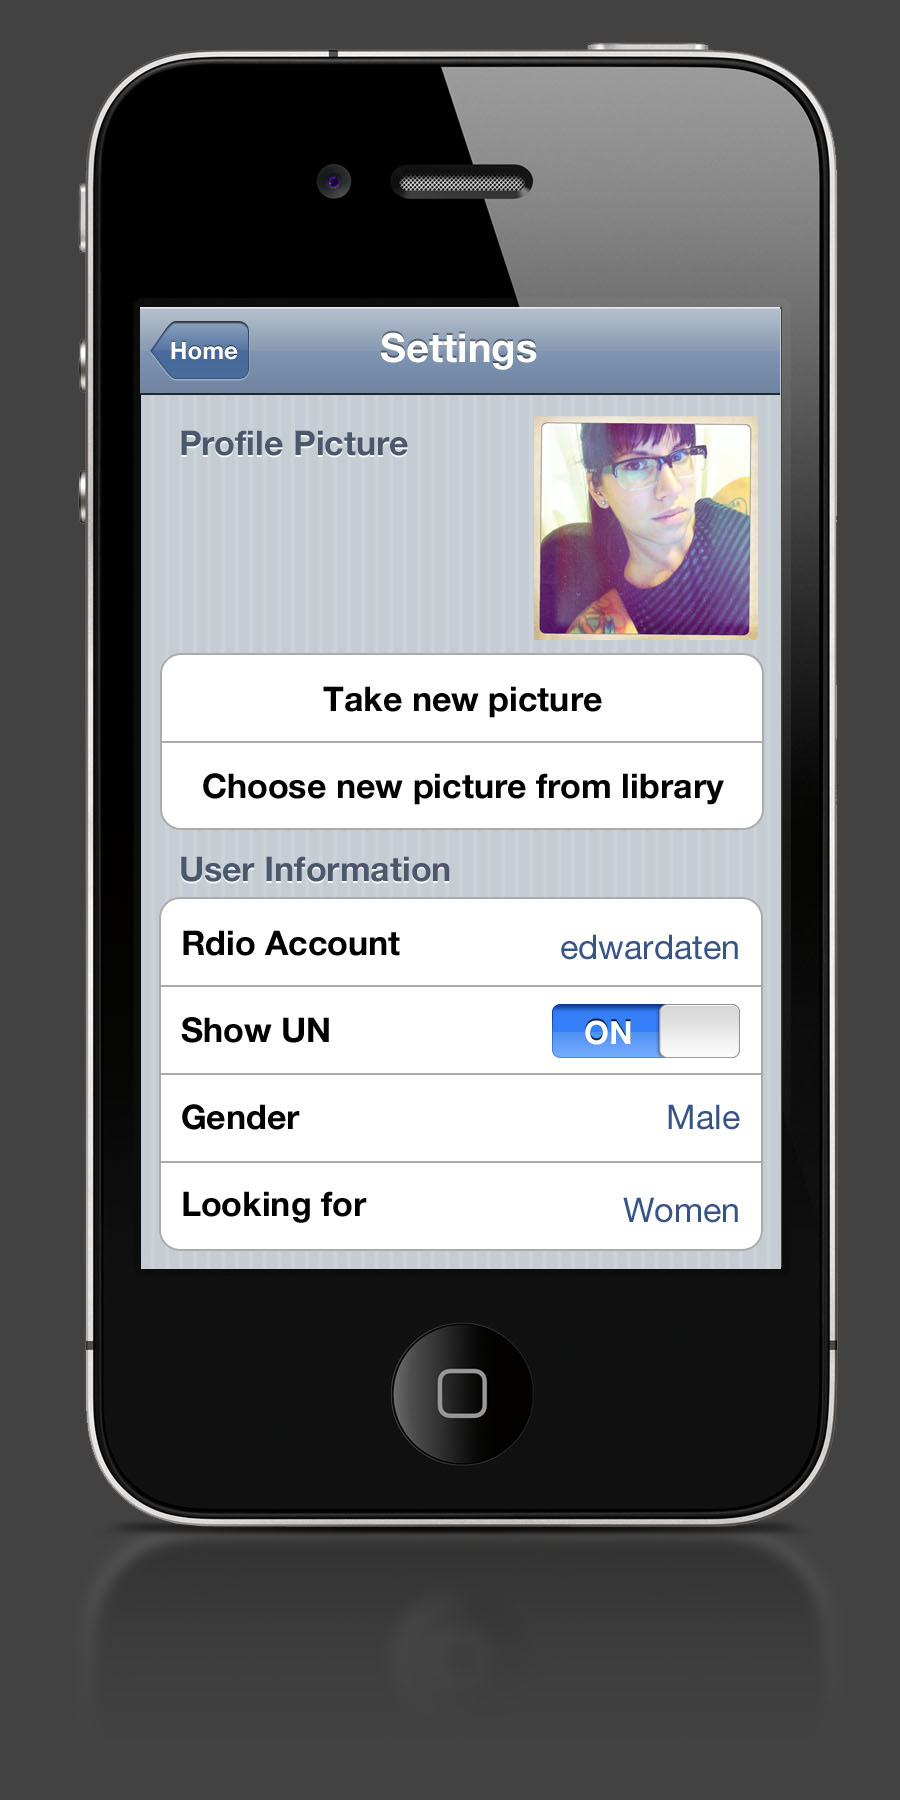 Home
Settings
Profile Picture
Take new picture
Choose new picture from library
User Information
Rdio Account edwardaten
Show UN ON
Gender Male
Looking for Women